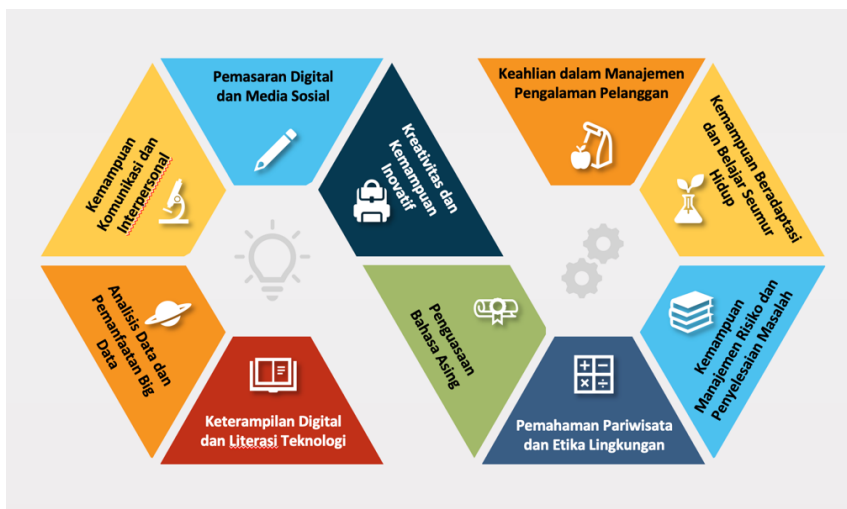 Pemasaran Digital
dan Media Sosial
Keahlian dalam Manajemen
Pengalaman Pelanggan
Kemampuan
Komunikasi dan
Interpersonal
Kreativitas dan
Kemampuan
Inovatif
Kemampuan Beradaptasi
dan Belajar Seumur
Hidup
Analisis Data dan
Pemanfaatan Big
Data
Penguasaan
Bahasa Asing
Kemampuan
Manajemen Risiko dan
Penyelesaian Masalah
Keterampilan Digital
dan Literasi Teknologi
Pemahaman Pariwisata
dan Etika Lingkungan